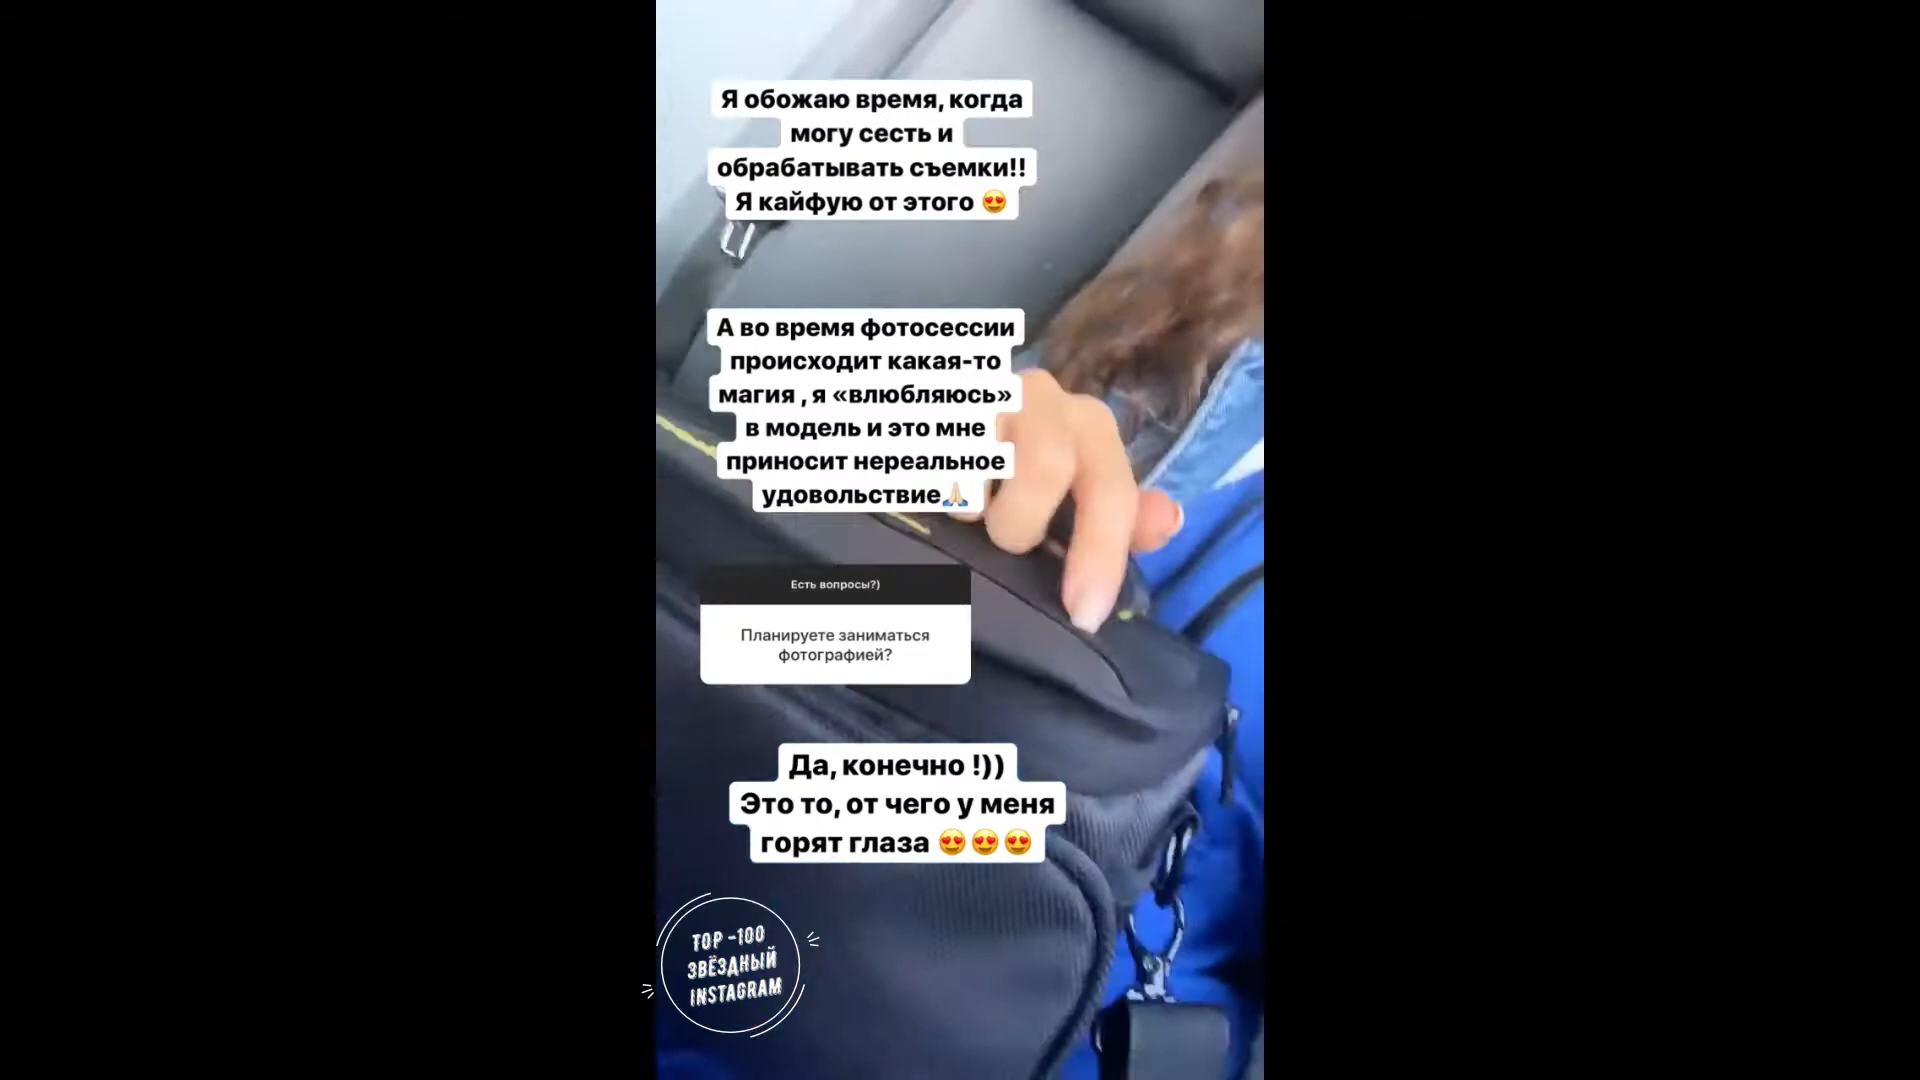 Я обожаю время, когда
могу сесть и
обрабатывать съемки!!
Я кайфую от этого 😍
А во время фотосессии
происходит какая-то
магия , я «влюбляюсь»
в модель и это мне
приносит нереальное
удовольствие🙏🏻
Есть вопросы?)
Планируете заниматься
фотографией?
Да, конечно !))
Это то, от чего у меня
горят глаза 😍😍😍
TOP -100
ЗВЁЗДНЫЙ
INSTAGRAM